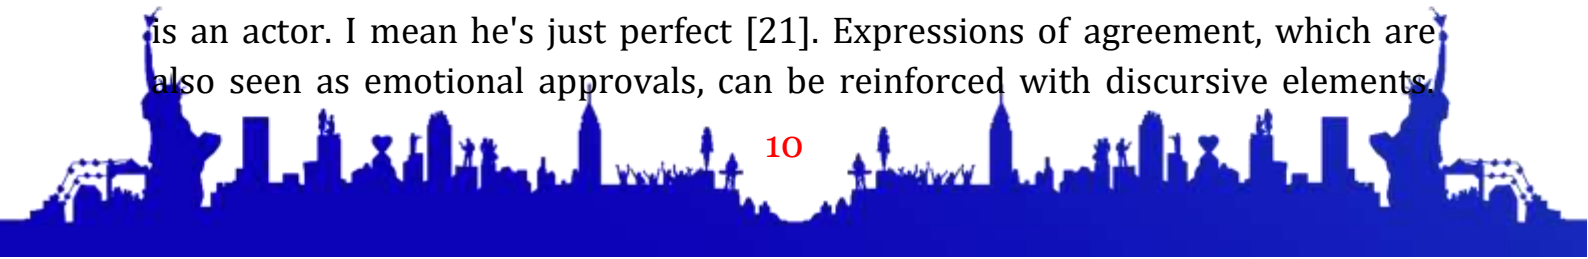 is an actor. I mean he's just perfect [21]. Expressions of agreement, which are
also seen as emotional approvals, can be reinforced with discursive elements.
10